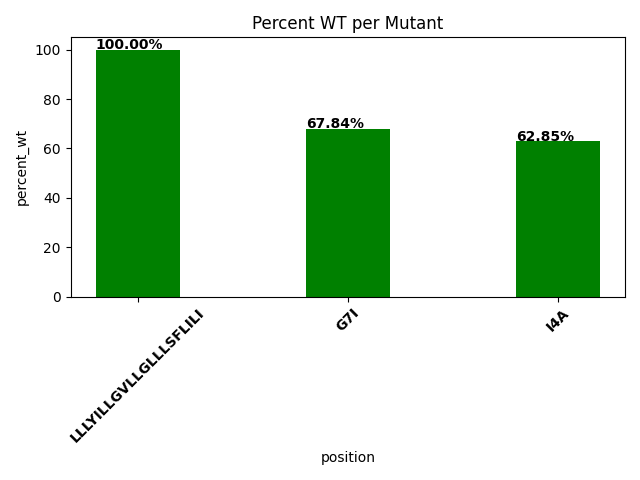 Percent WT per Mutant
percent_wt
100
80
60
40
20
0
100.00%
67.84%
62.85%
LLLYILLGVLLGLLLSFLILI
G7I
I4A
position